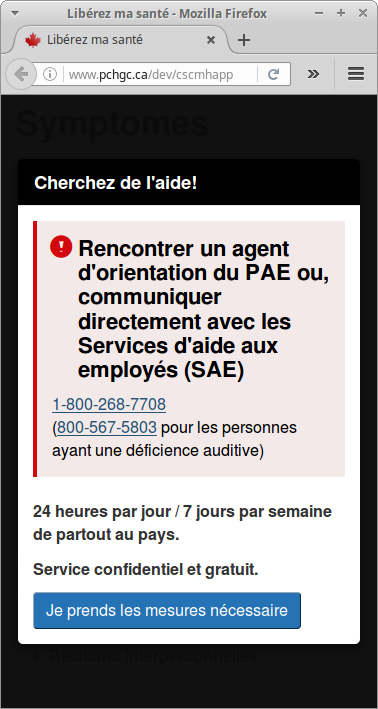 Libérez ma santé - Mozilla Firefox
Libérez ma santé
www.pchgc.ca/dev/cscmhapp
Symptomes
Cherchez de l'aide!
Rencontrer un agent
d'orientation du PAE ou,
communiquer
directement avec les
Services d'aide aux
employés (SAE)
1-800-268-7708
(800-567-5803 pour les personnes
ayant une déficience auditive)
24 heures par jour / 7 jours par semaine
de partout au pays.
Service confidentiel et gratuit.
Je prends les mesures nécessaire
Relations interpersonnelles